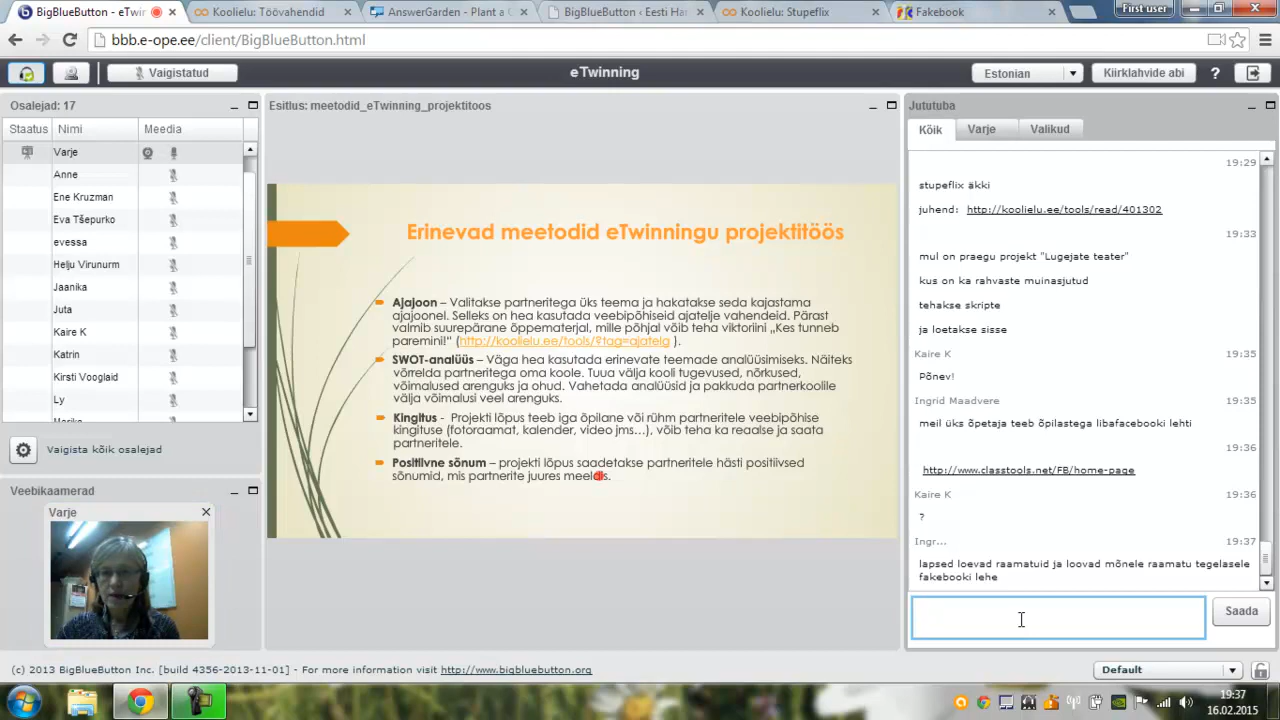 BigBlueButton - eTwin
Koolielu: Töövahendid
AnswerGarden - Plant a
BigBlueButton ‹ Eesti Ha
Koolielu: Stupeflix
Fakebook
First user
bbb.e-ope.ee/client/BigBlueButton.html
Vaigistatud
eTwinning
Estonian
Kiirklahvide abi
?
Osalejad: 17
Staatus
Nimi
Meedia
Varje
Anne
Ene Kruzman
Eva Tšepurko
evessa
Helju Virunurm
Jaanika
Juta
Kaire K
Katrin
Kirsti Vooglaid
Ly
Vaigista kõik osalejad
Veebikaamerad
Varje
Esitlus: meetodid_eTwinning_projektitoos
Erinevad meetodid eTwinningu projektitöös
Ajajoon – Valitakse partneritega üks teema ja hakatakse seda kajastama
ajajoonel. Selleks on hea kasutada veebipõhiseid ajatelje vahendeid. Pärast
valmib suurepärane õppematerjal, mille põhjal võib teha viktoriini „Kes tunneb
paremini!" (http://koolielu.ee/tools/?tag=ajatelg ).
SWOT-analüüs – Väga hea kasutada erinevate teemade analüüsimiseks. Näiteks
võrrelda partneritega oma koole. Tuua välja kooli tugevused, nõrkused,
võimalused arenguks ja ohud. Vahetada analüüsid ja pakkuda partnerkoolile
välja võimalusi veel arenguks.
Kingitus - Projekti lõpus teeb iga õpilane või rühm partneritele veebipõhise
kingituse (fotoraamat, kalender, video jms…), võib teha ka reaalse ja saata
partneritele.
Positiivne sõnum – projekti lõpus saadetakse partneritele hästi positiivsed
sõnumid, mis partnerite juures meeldis.
Jututuba
Kõik
Varje
Valikud
19:29
stupeflix äkki
juhend: http://koolielu.ee/tools/read/401302
19:33
mul on praegu projekt "Lugejate teater"
kus on ka rahvaste muinasjutud
tehakse skripte
ja loetakse sisse
Kaire K 19:35
Põnev!
Ingrid Maadvere 19:35
meil üks õpetaja teeb õpilastega libafacebooki lehti
19:36
http://www.classtools.net/FB/home-page
Kaire K 19:36
?
Ingr... 19:37
lapsed loevad raamatuid ja loovad mõnele raamatu tegelasele
fakebooki lehe
Saada
(c) 2013 BigBlueButton Inc. [build 4356-2013-11-01] - For more information visit http://www.bigbluebutton.org
Default
19:37
16.02.2015